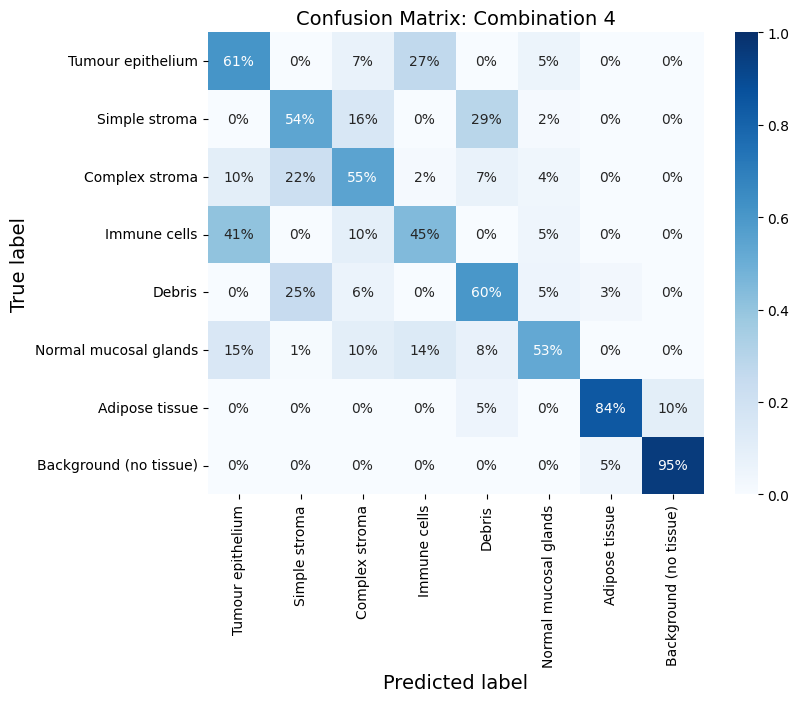 Confusion Matrix: Combination 4
True label
Tumour epithelium 61% 0% 7% 27% 0% 5% 0% 0%
Simple stroma 0% 54% 16% 0% 29% 2% 0% 0%
Complex stroma 10% 22% 55% 2% 7% 4% 0% 0%
Immune cells 41% 0% 10% 45% 0% 5% 0% 0%
Debris 0% 25% 6% 0% 60% 5% 3% 0%
Normal mucosal glands 15% 1% 10% 14% 8% 53% 0% 0%
Adipose tissue 0% 0% 0% 0% 5% 0% 84% 10%
Background (no tissue) 0% 0% 0% 0% 0% 0% 5% 95%
Tumour epithelium
Simple stroma
Complex stroma
Immune cells
Debris
Normal mucosal glands
Adipose tissue
Background (no tissue)
Predicted label
1.0
0.8
0.6
0.4
0.2
0.0